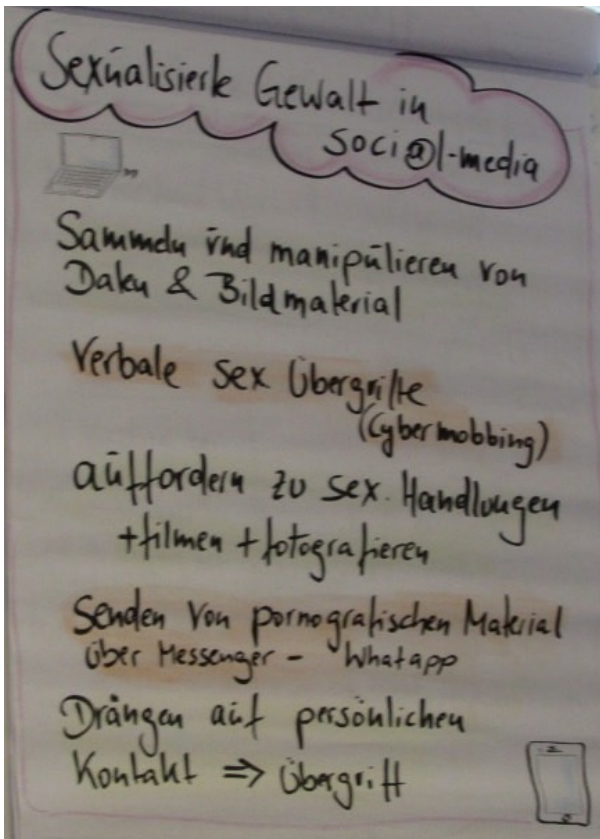 Sexualisierte Gewalt in
soci@l-media
Sammeln und manipulieren von
Daten & Bildmaterial
Verbale sex Übergriffe
(Cybermobbing)
auffordern zu sex. Handlungen
+filmen +fotografieren
Senden von pornografischen Material
über Messenger - Whatapp
Drängen auf persönlichen
Kontakt => Übergriff